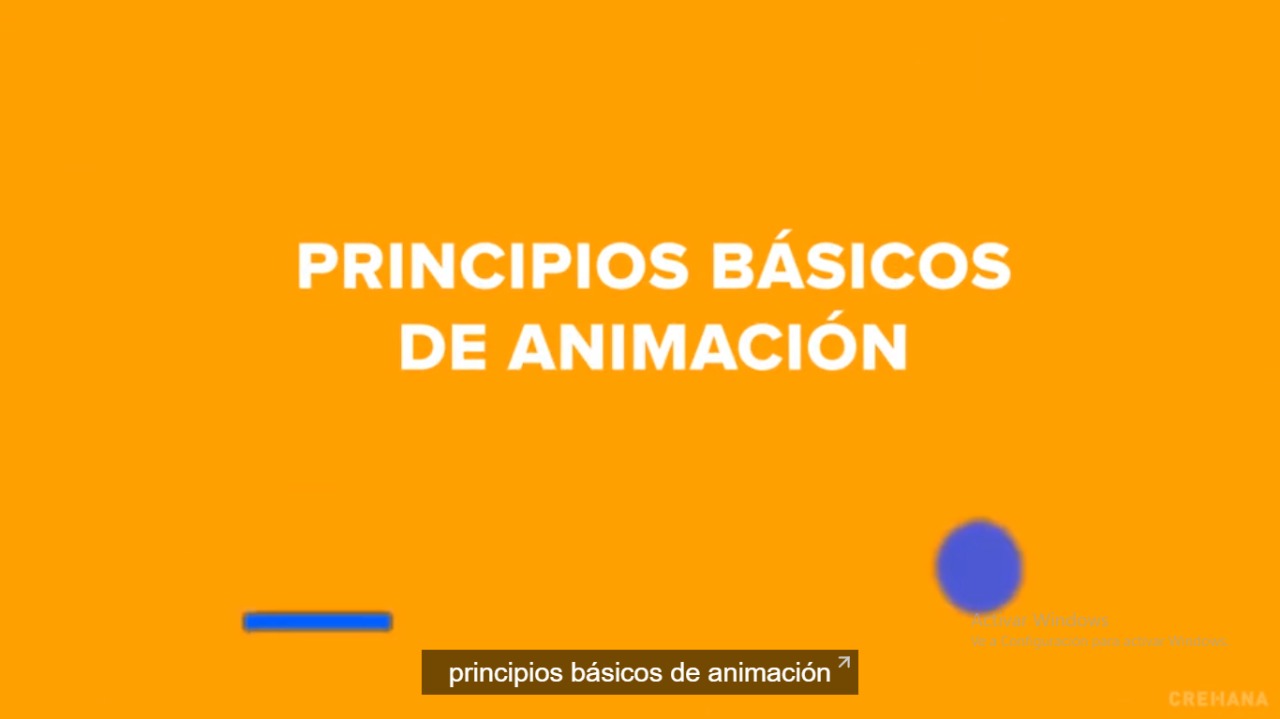 PRINCIPIOS BÁSICOS
DE ANIMACIÓN
Activar Windows
Ve a Configuración para activar Windows.
principios básicos de animación
CREHANA